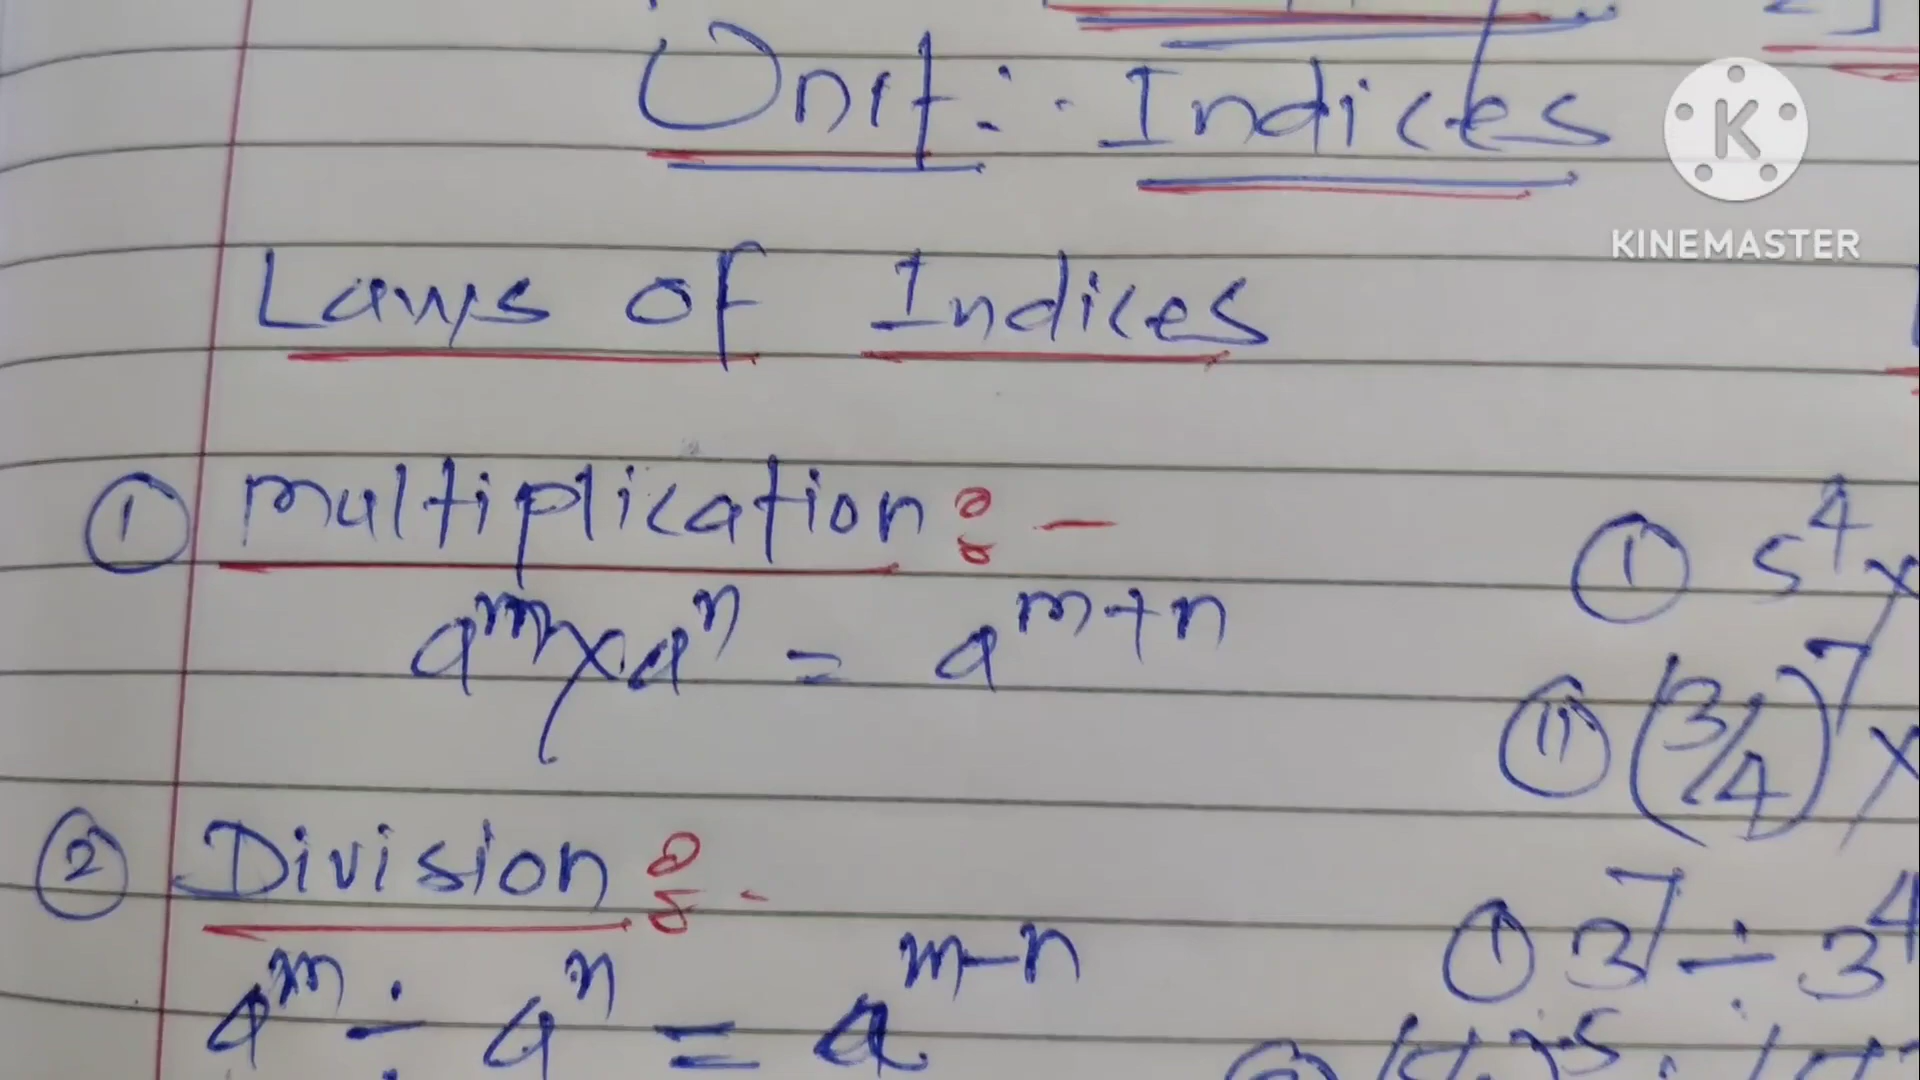 Unit:- Indices
KINEMASTER
Laws of Indices
① Multiplication:-
a^m × a^n = a^(m+n)
① 5^4 ×
⑪ (3/4)^7 ×
② Division:-
a^m ÷ a^n = a^(m-n)
① 3^7 ÷ 3^4